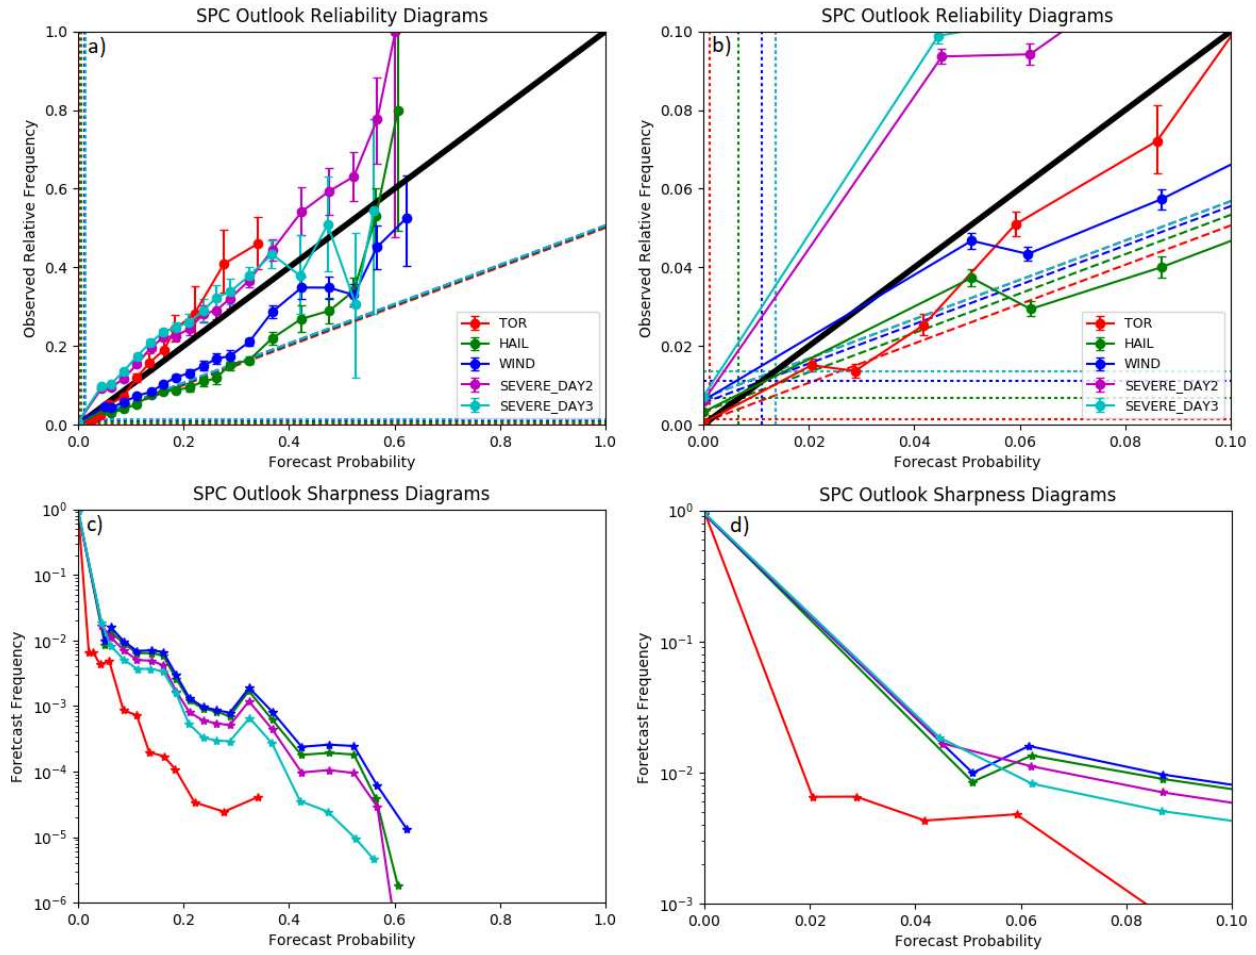 SPC Outlook Reliability Diagrams
a)
1.0
0.8
0.6
0.4
0.2
0.0
Observed Relative Frequency
0.0 0.2 0.4 0.6 0.8 1.0
Forecast Probability
TOR
HAIL
WIND
SEVERE_DAY2
SEVERE_DAY3
SPC Outlook Reliability Diagrams
b)
0.10
0.08
0.06
0.04
0.02
0.00
Observed Relative Frequency
0.00 0.02 0.04 0.06 0.08 0.10
Forecast Probability
TOR
HAIL
WIND
SEVERE_DAY2
SEVERE_DAY3
SPC Outlook Sharpness Diagrams
c)
10⁰
10⁻¹
10⁻²
10⁻³
10⁻⁴
10⁻⁵
10⁻⁶
Foretcast Frequency
0.0 0.2 0.4 0.6 0.8 1.0
Forecast Probability
SPC Outlook Sharpness Diagrams
d)
10⁰
10⁻¹
10⁻²
10⁻³
Foretcast Frequency
0.00 0.02 0.04 0.06 0.08 0.10
Forecast Probability